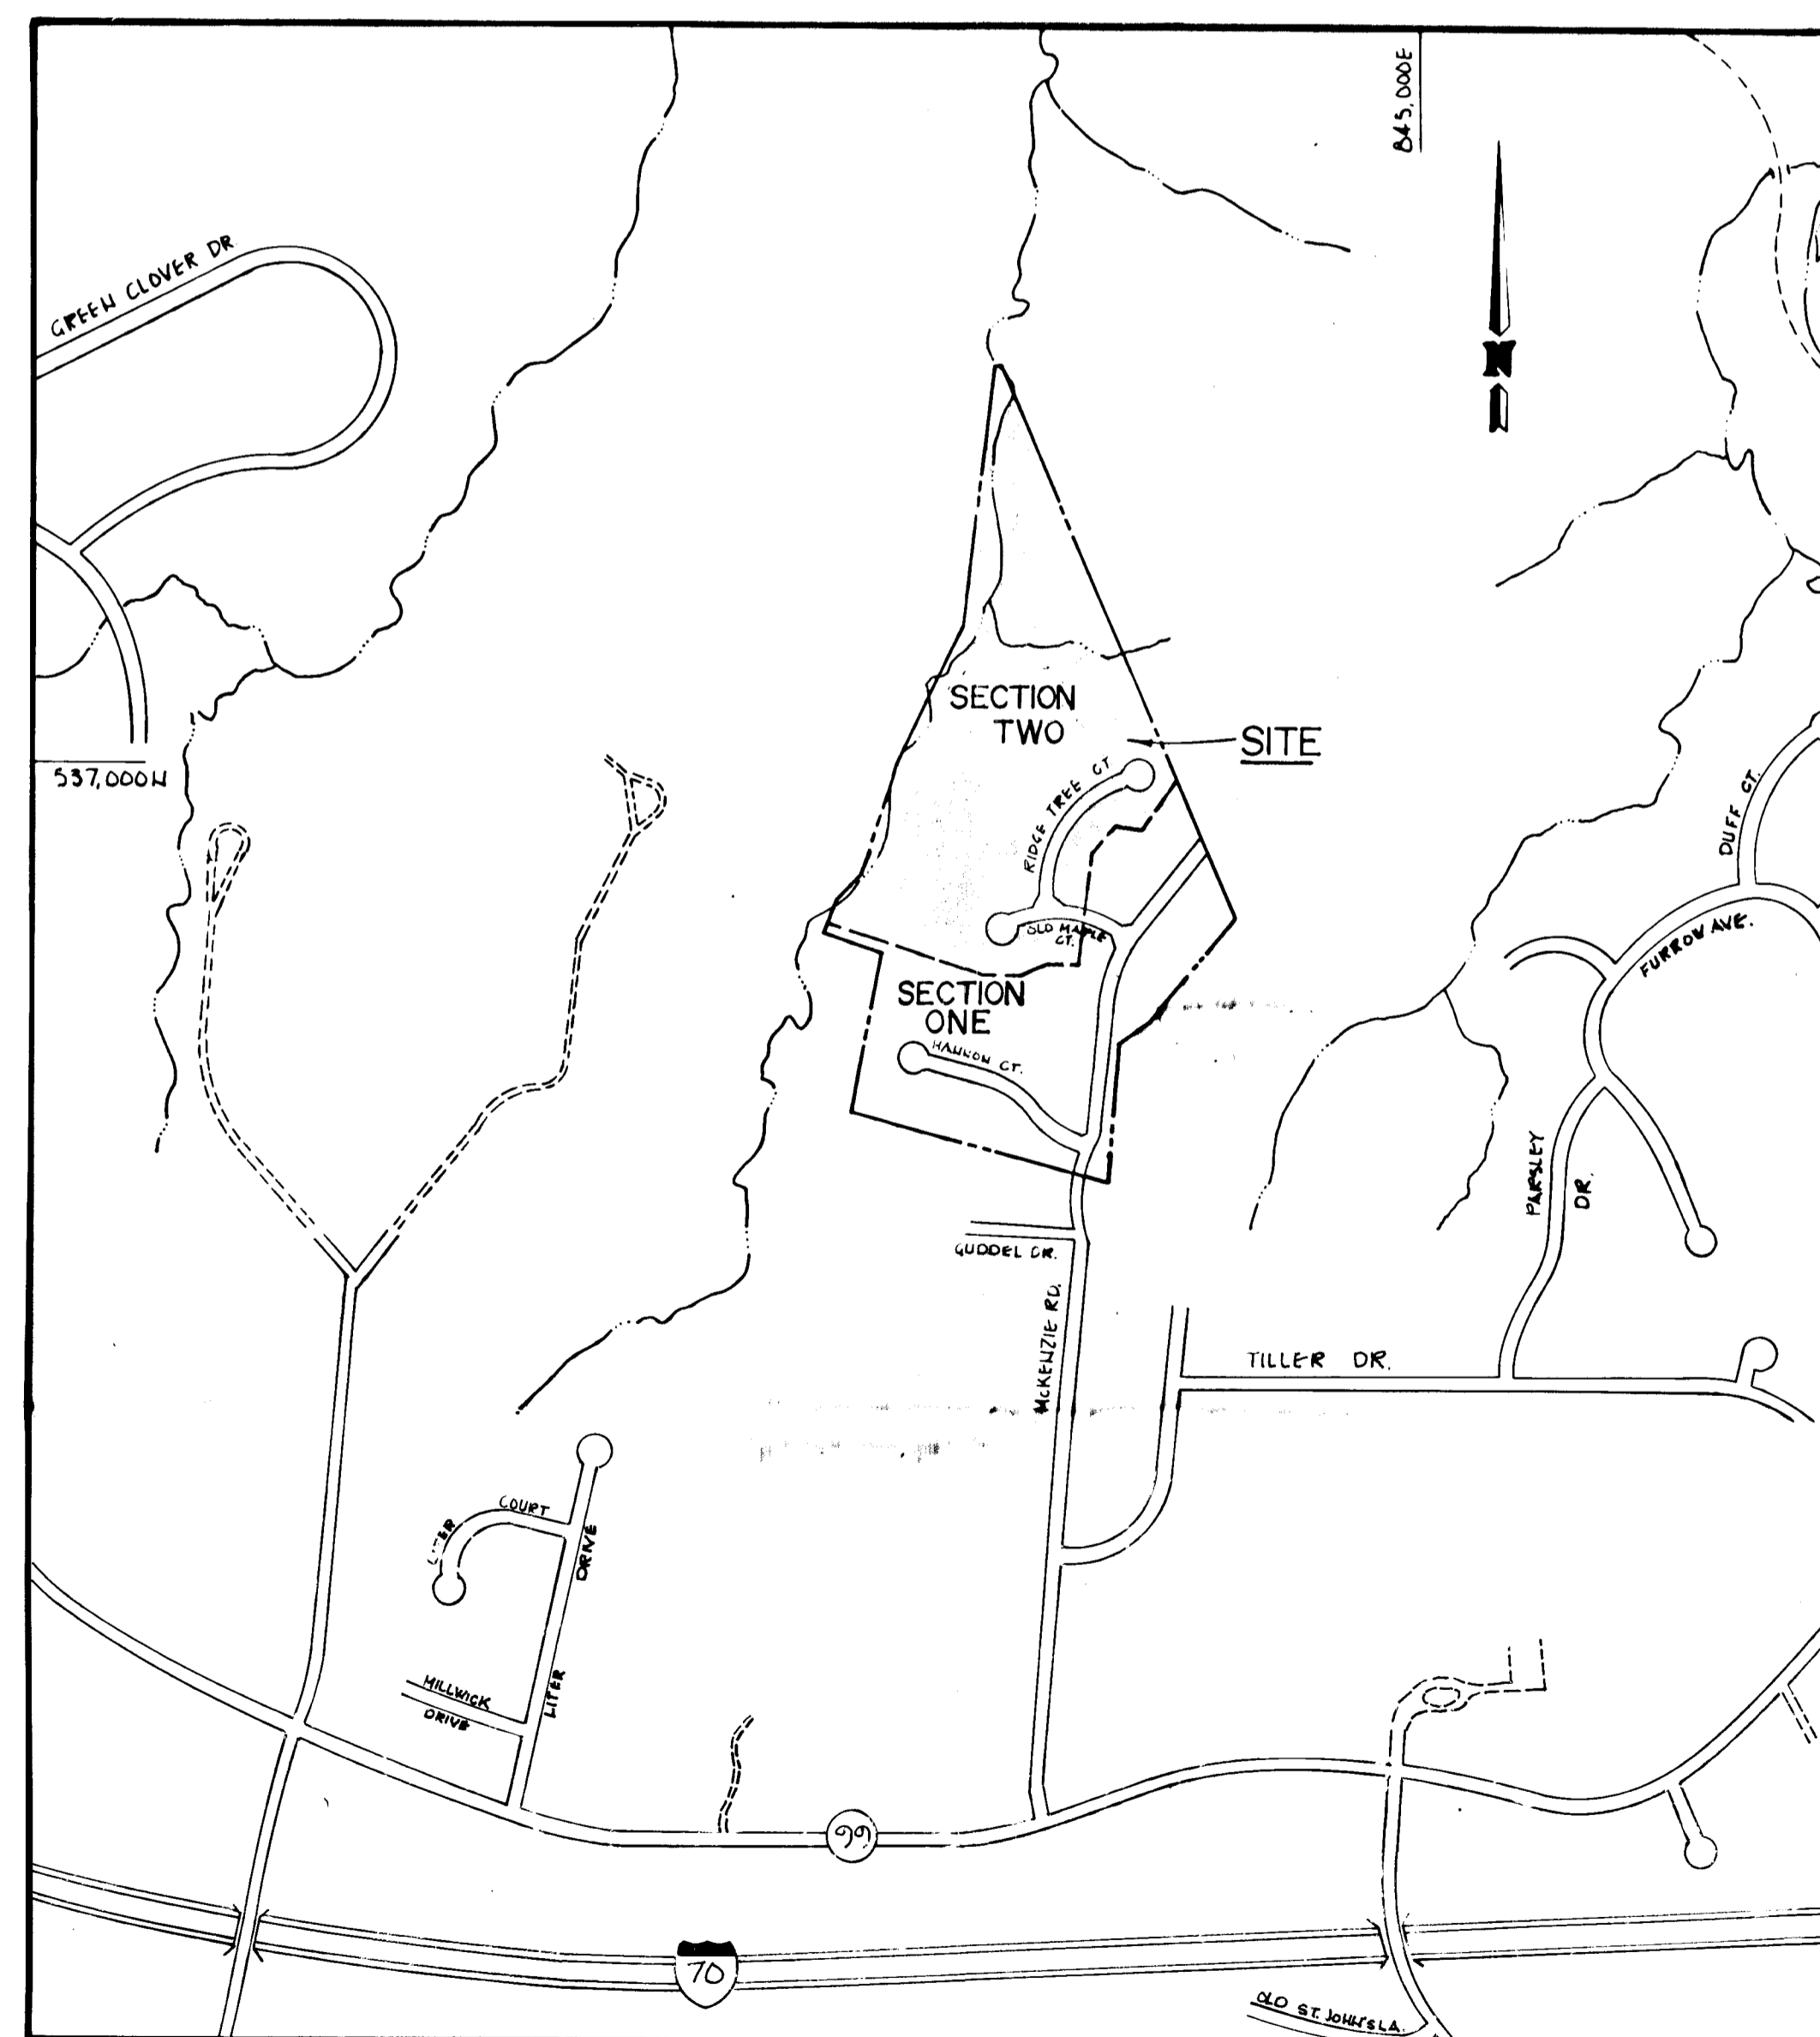 845,000E
GREEN CLOVER DR.
N
SECTION
TWO
SITE
537,000N
RIDGE TREE CT
DUFF CT.
OLD MAPLE
CT.
FURROW AVE.
SECTION
ONE
HANNON CT.
PARSLEY
DR.
GUDDEL DR.
McKENZIE RD.
TILLER DR.
LITER COURT
LITER DRIVE
MILLWICK
DRIVE
99
70
OLD ST. JOHN'S LA.